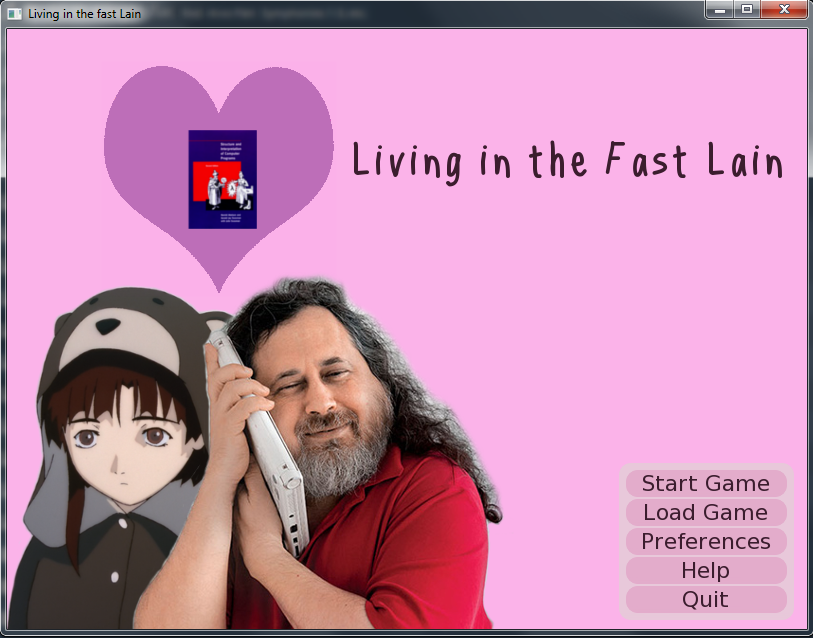 Living in the fast Lain
Structure and
Interpretation
of Computer
Programs
Living in the Fast Lain
Start Game
Load Game
Preferences
Help
Quit